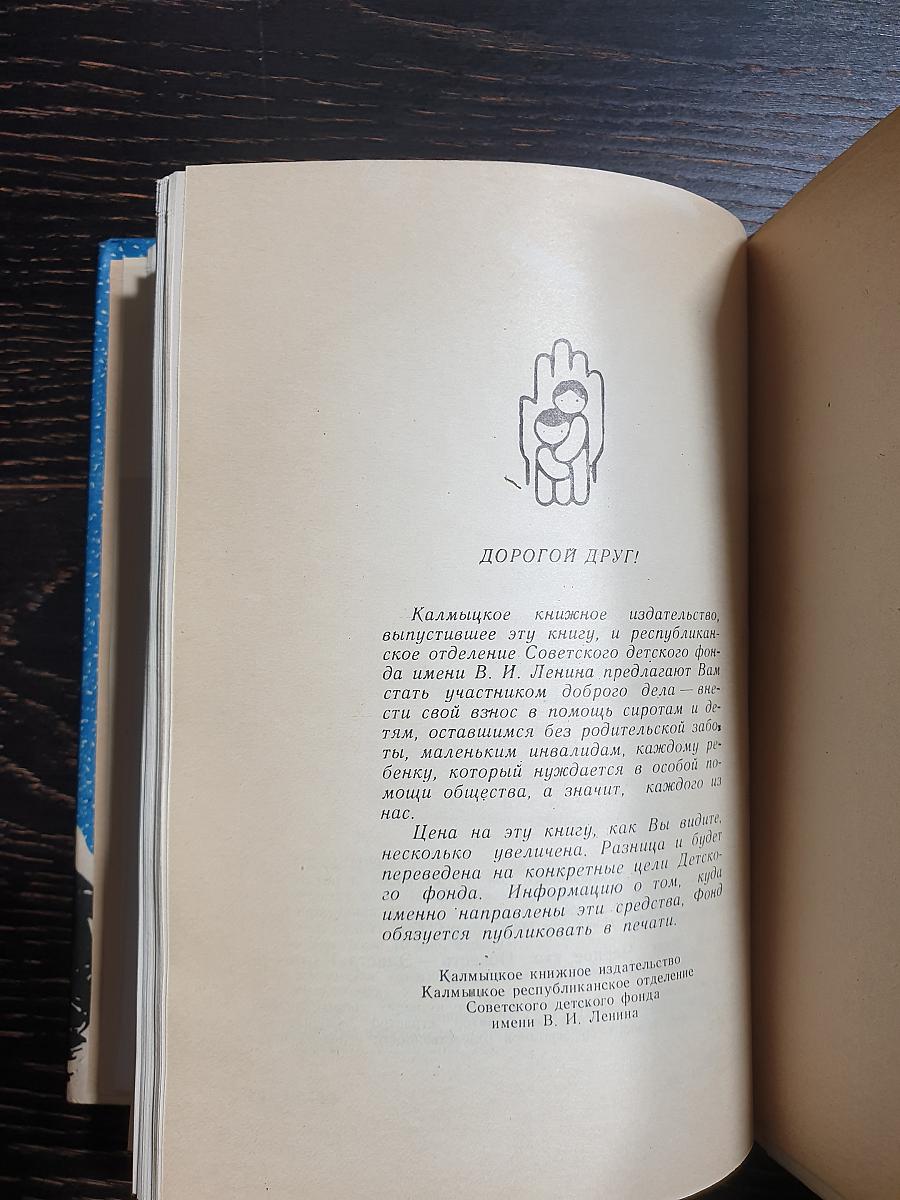 ДОРОГОЙ ДРУГ!
Калмыцкое книжное издательство,
выпустившее эту книгу, и республикан-
ское отделение Советского детского фон-
да имени В. И. Ленина предлагают Вам
стать участником доброго дела — вне-
сти свой взнос в помощь сиротам и де-
тям, оставшимся без родительской забо-
ты, маленьким инвалидам, каждому ре-
бенку, который нуждается в особой по-
мощи общества, а значит, каждого из
нас.
Цена на эту книгу, как Вы видите,
несколько увеличена. Разница и будет
переведена на конкретные цели Детско-
го фонда. Информацию о том, куда
именно направлены эти средства, фонд
обязуется публиковать в печати.
Калмыцкое книжное издательство
Калмыцкое республиканское отделение
Советского детского фонда
имени В. И. Ленина